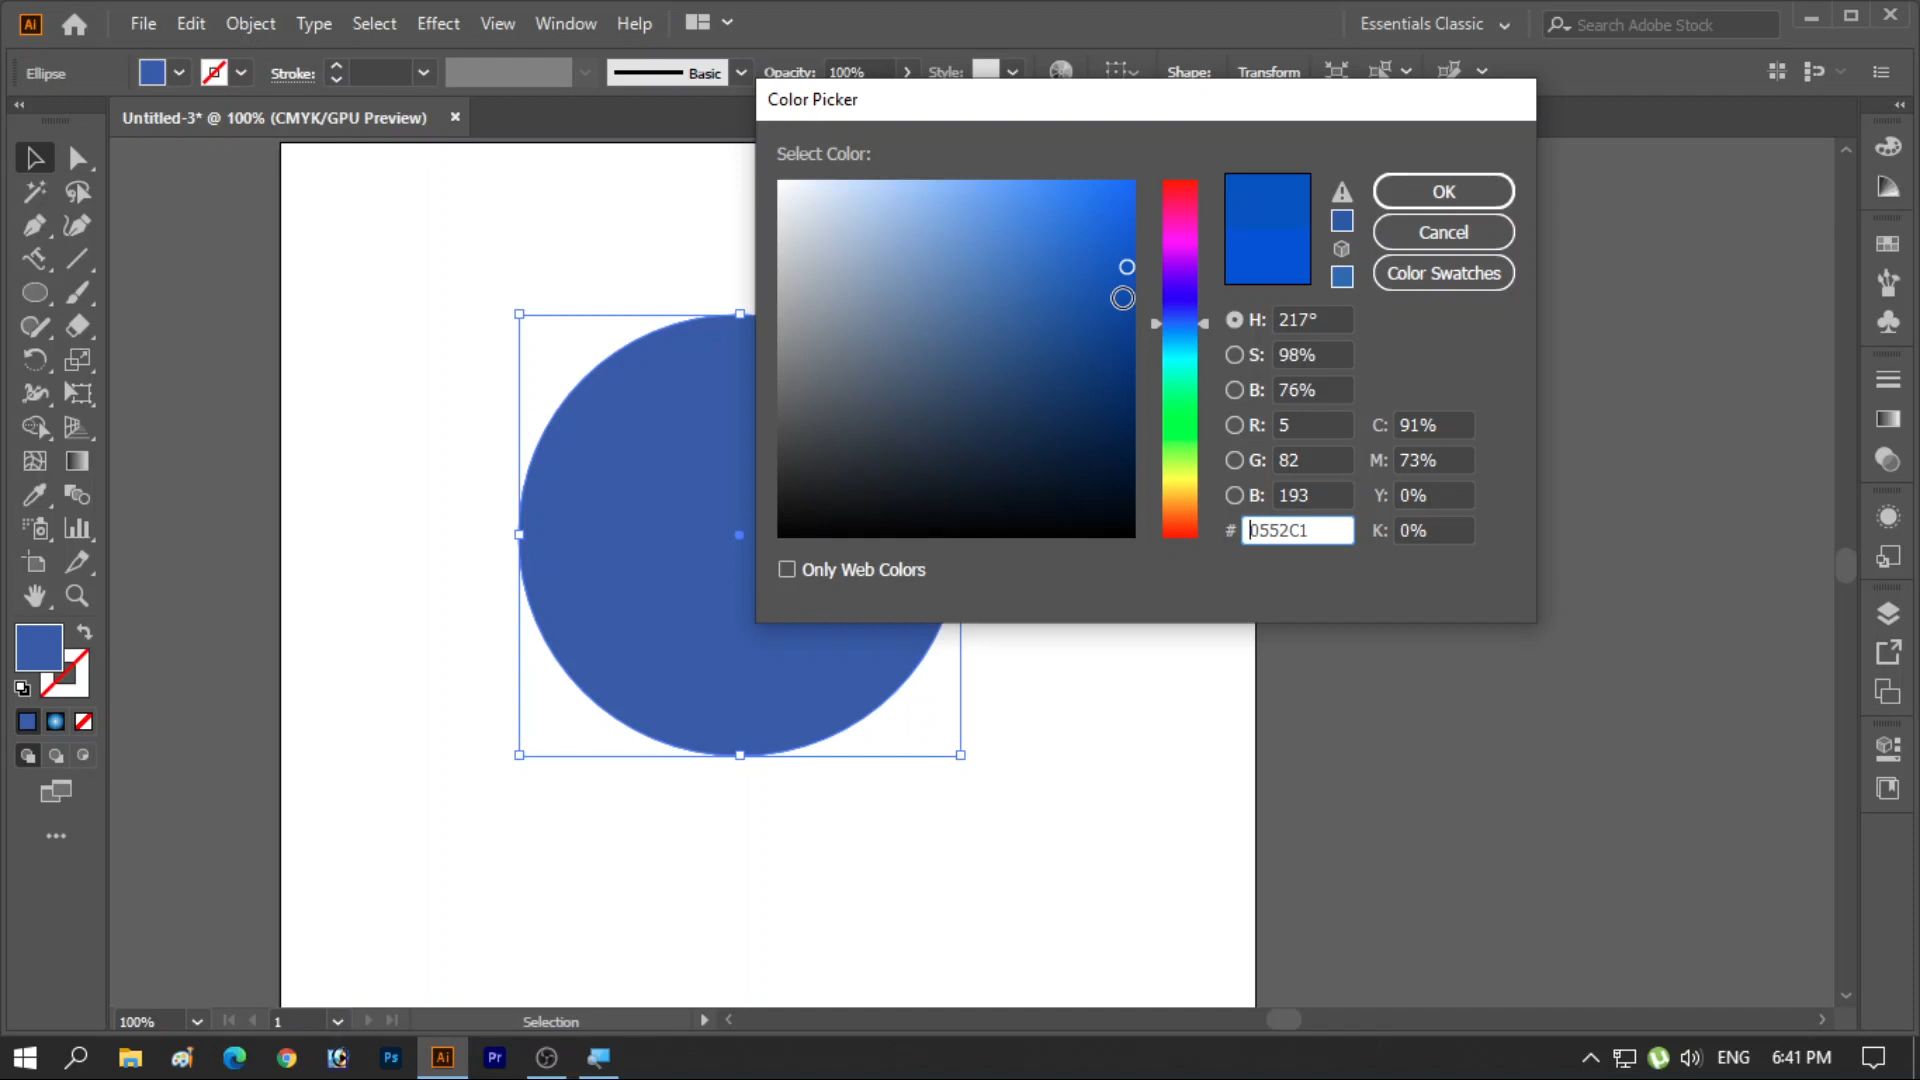 Ai File Edit Object Type Select Effect View Window Help Essentials Classic Search Adobe Stock
Ellipse Stroke: Basic Opacity: 100% Style: Shape: Transform
Untitled-3* @ 100% (CMYK/GPU Preview)
Color Picker
Select Color:
OK
Cancel
Color Swatches
H: 217°
S: 98%
B: 76%
R: 5 C: 91%
G: 82 M: 73%
B: 193 Y: 0%
# 0552C1 K: 0%
Only Web Colors
100% 1 Selection
Ps Ai Pr ENG 6:41 PM